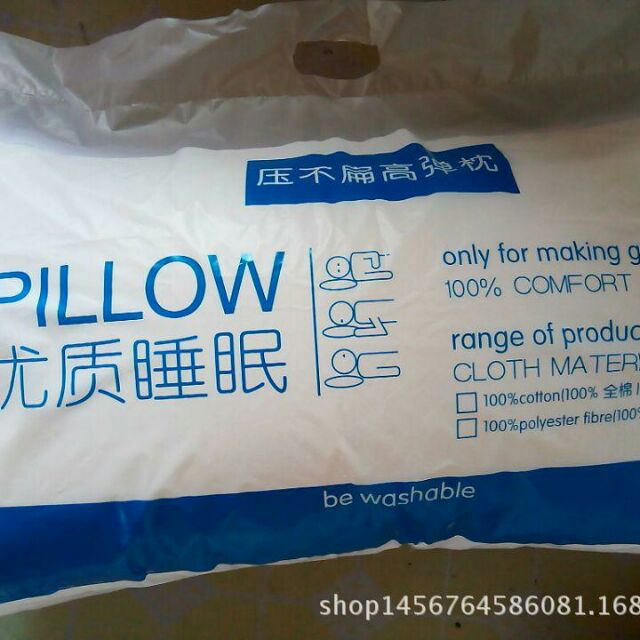 压不扁高弹枕
PILLOW
优质睡眠
only for making g
100% COMFORT
range of produc
CLOTH MATER
100%cotton(100% 全棉
100%polyester fibre(100%
be washable
shop1456764586081.168